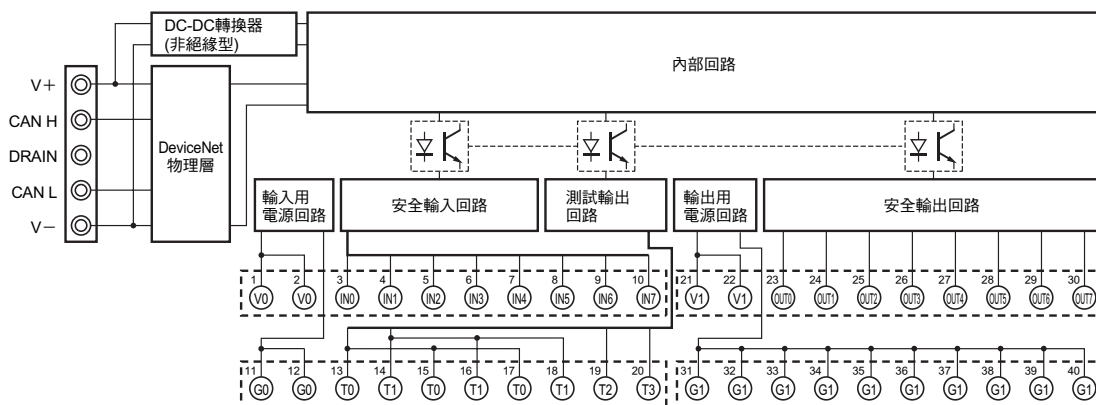 DC-DC轉換器
(非絕緣型)
內部回路
V+
CAN H
DRAIN
CAN L
V−
DeviceNet
物理層
輸入用
電源回路
安全輸入回路
測試輸出
回路
輸出用
電源回路
安全輸出回路
1 2 3 4 5 6 7 8 9 10
V0 V0 IN0 IN1 IN2 IN3 IN4 IN5 IN6 IN7
21 22 23 24 25 26 27 28 29 30
V1 V1 OUT0 OUT1 OUT2 OUT3 OUT4 OUT5 OUT6 OUT7
11 12 13 14 15 16 17 18 19 20
G0 G0 T0 T1 T0 T1 T0 T1 T2 T3
31 32 33 34 35 36 37 38 39 40
G1 G1 G1 G1 G1 G1 G1 G1 G1 G1